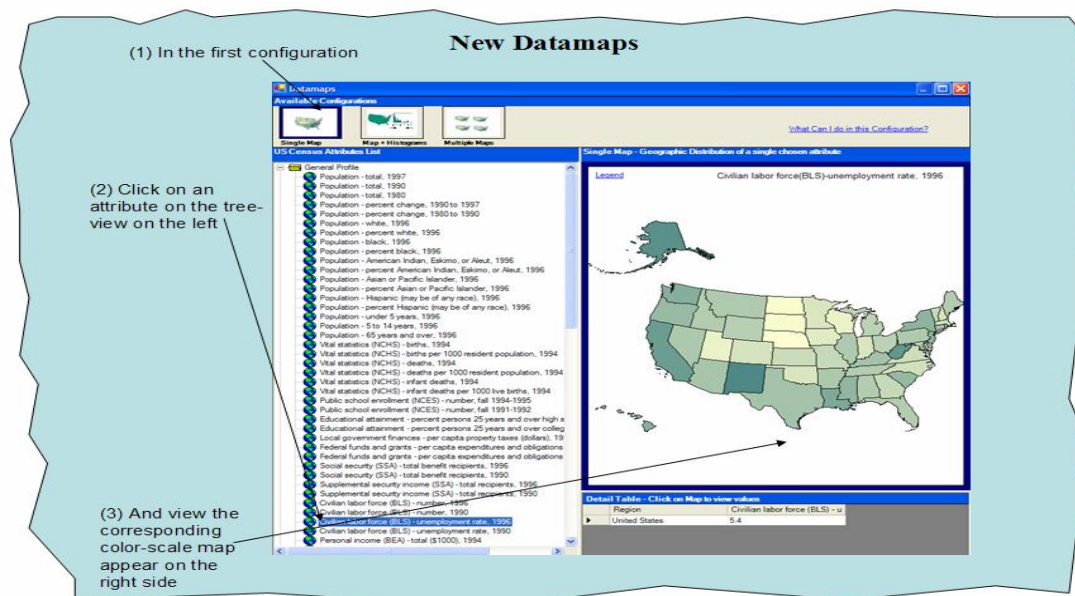 New Datamaps
(1) In the first configuration
Datamaps
Available Configurations
Single Map
Map + Histograms
Multiple Maps
What Can I do in this Configuration?
US Census Attributes List
General Profile
Population - total, 1997
Population - total, 1990
Population - total, 1980
Population - percent change, 1990 to 1997
Population - percent change, 1980 to 1990
Population - white, 1996
Population - percent white, 1996
Population - black, 1996
Population - percent black, 1996
Population - American Indian, Eskimo, or Aleut, 1996
Population - percent American Indian, Eskimo, or Aleut, 1996
Population - Asian or Pacific Islander, 1996
Population - percent Asian or Pacific Islander, 1996
Population - Hispanic (may be of any race), 1996
Population - percent Hispanic (may be of any race), 1996
Population - under 5 years, 1996
Population - 5 to 14 years, 1996
Population - 65 years and over, 1996
Vital statistics (NCHS) - births, 1994
Vital statistics (NCHS) - births per 1000 resident population, 1994
Vital statistics (NCHS) - deaths, 1994
Vital statistics (NCHS) - deaths per 1000 resident population, 1994
Vital statistics (NCHS) - infant deaths, 1994
Vital statistics (NCHS) - infant deaths per 1000 live births, 1994
Public school enrollment (NCES) - number, fall 1994-1995
Public school enrollment (NCES) - number, fall 1991-1992
Educational attainment - percent persons 25 years and over high s
Educational attainment - percent persons 25 years and over colleg
Local government finances - per capita property taxes (dollars), 19
Federal funds and grants - per capita expenditures and obligations
Federal funds and grants - per capita expenditures and obligations
Social security (SSA) - total benefit recipients, 1996
Social security (SSA) - total benefit recipients, 1990
Supplemental security income (SSA) - total recipients, 1996
Supplemental security income (SSA) - total recipients, 1990
Civilian labor force (BLS) - number, 1996
Civilian labor force (BLS) - number, 1990
Civilian labor force (BLS) - unemployment rate, 1996
Civilian labor force (BLS) - unemployment rate, 1990
Personal income (BEA) - total ($1000), 1994
(2) Click on an
attribute on the tree-
view on the left
(3) And view the
corresponding
color-scale map
appear on the
right side
Single Map - Geographic Distribution of a single chosen attribute
Legend
Civilian labor force(BLS)-unemployment rate, 1996
Detail Table - Click on Map to view values
Region
Civilian labor force (BLS) - u
United States
5.4